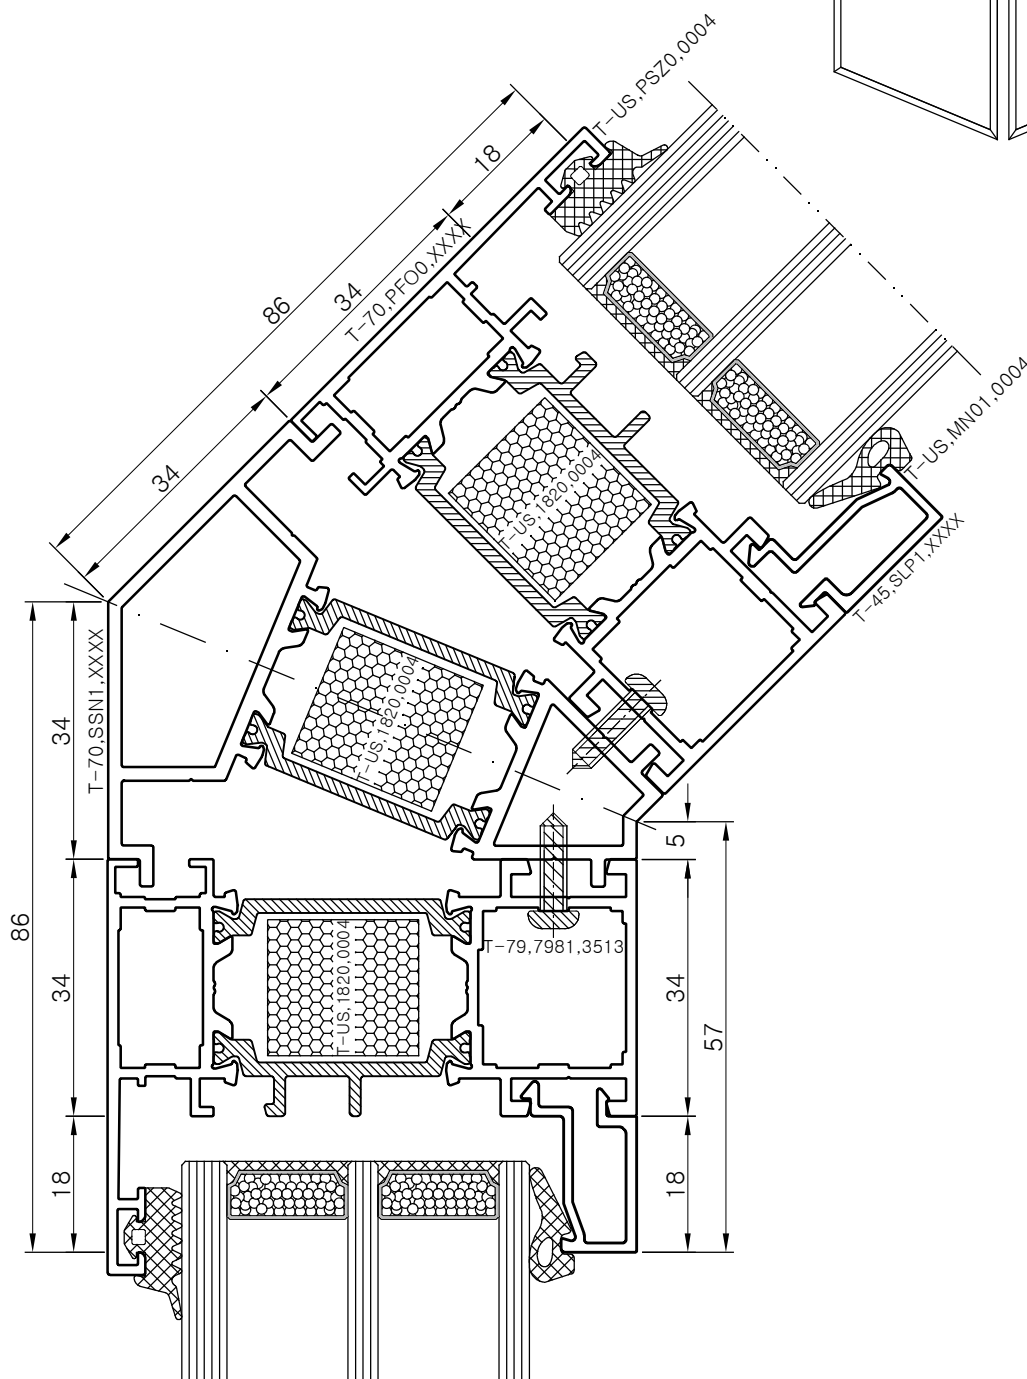 T-US,PSZ0,0004
18
T-70,PFO0,XXXX
34
86
34
T-US,MN01,0004
T-US,1820,0004
T-45,SLP1,XXXX
T-70,SSN1,XXXX
34
T-US,1820,0004
5
86
T-79,7981,3513
T-US,1820,0004
34
34
57
18
18